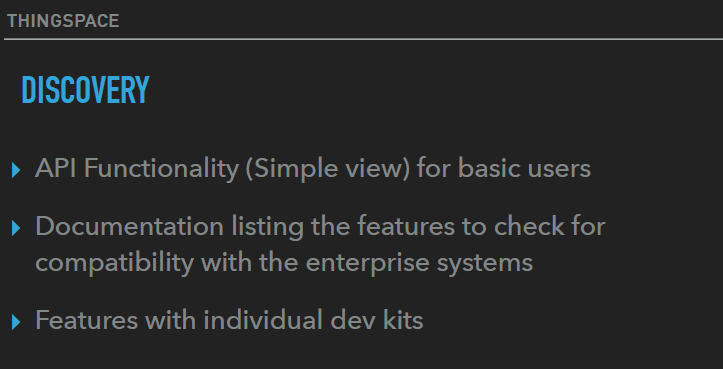 THINGSPACE
DISCOVERY
API Functionality (Simple view) for basic users
Documentation listing the features to check for
compatibility with the enterprise systems
Features with individual dev kits